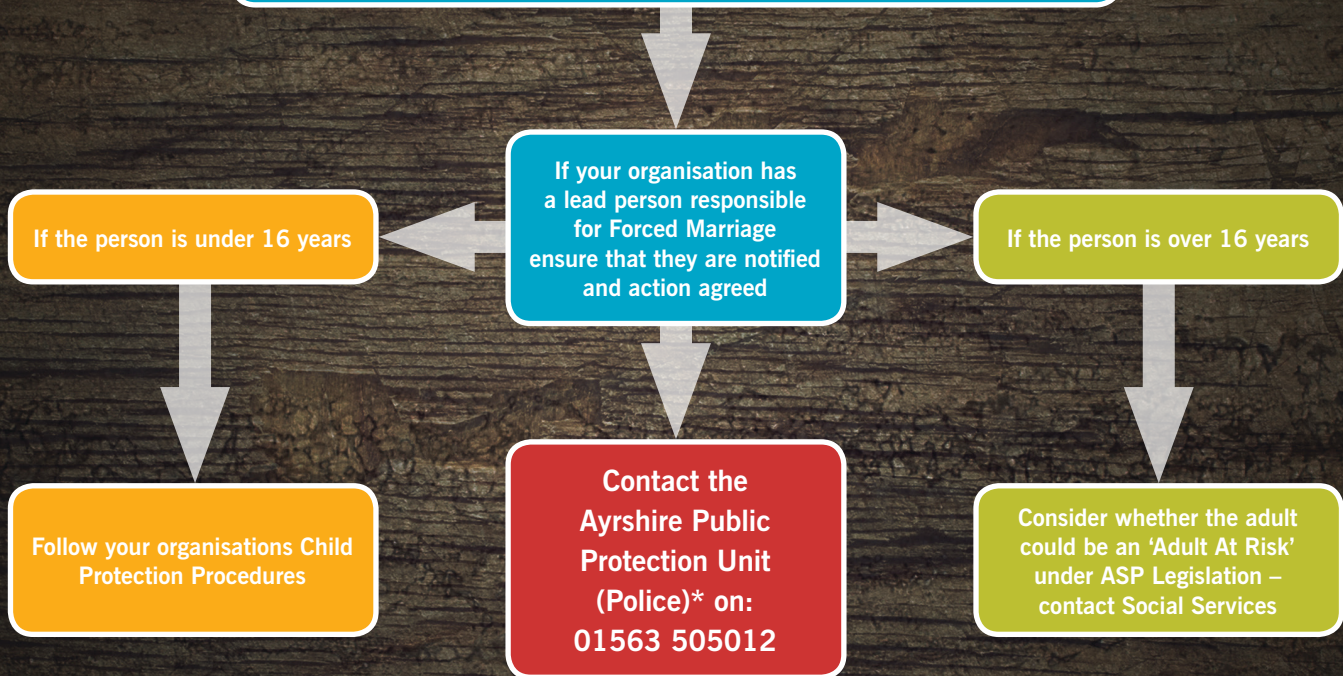 If your organisation has
a lead person responsible
for Forced Marriage
ensure that they are notified
and action agreed
If the person is under 16 years
If the person is over 16 years
Follow your organisations Child
Protection Procedures
Contact the
Ayrshire Public
Protection Unit
(Police)* on:
01563 505012
Consider whether the adult
could be an ‘Adult At Risk’
under ASP Legislation –
contact Social Services